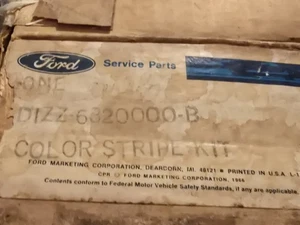 Ford Service Parts
ONE
D1ZZ-6320000-B
COLOR STRIPE KIT
FORD MARKETING CORPORATION, DEARBORN, MI 48121 • PRINTED IN U.S.A.
FORD MARKETING CORPORATION,
Contents conform to Federal Motor Vehicle Safety Standards, if any are applicable.